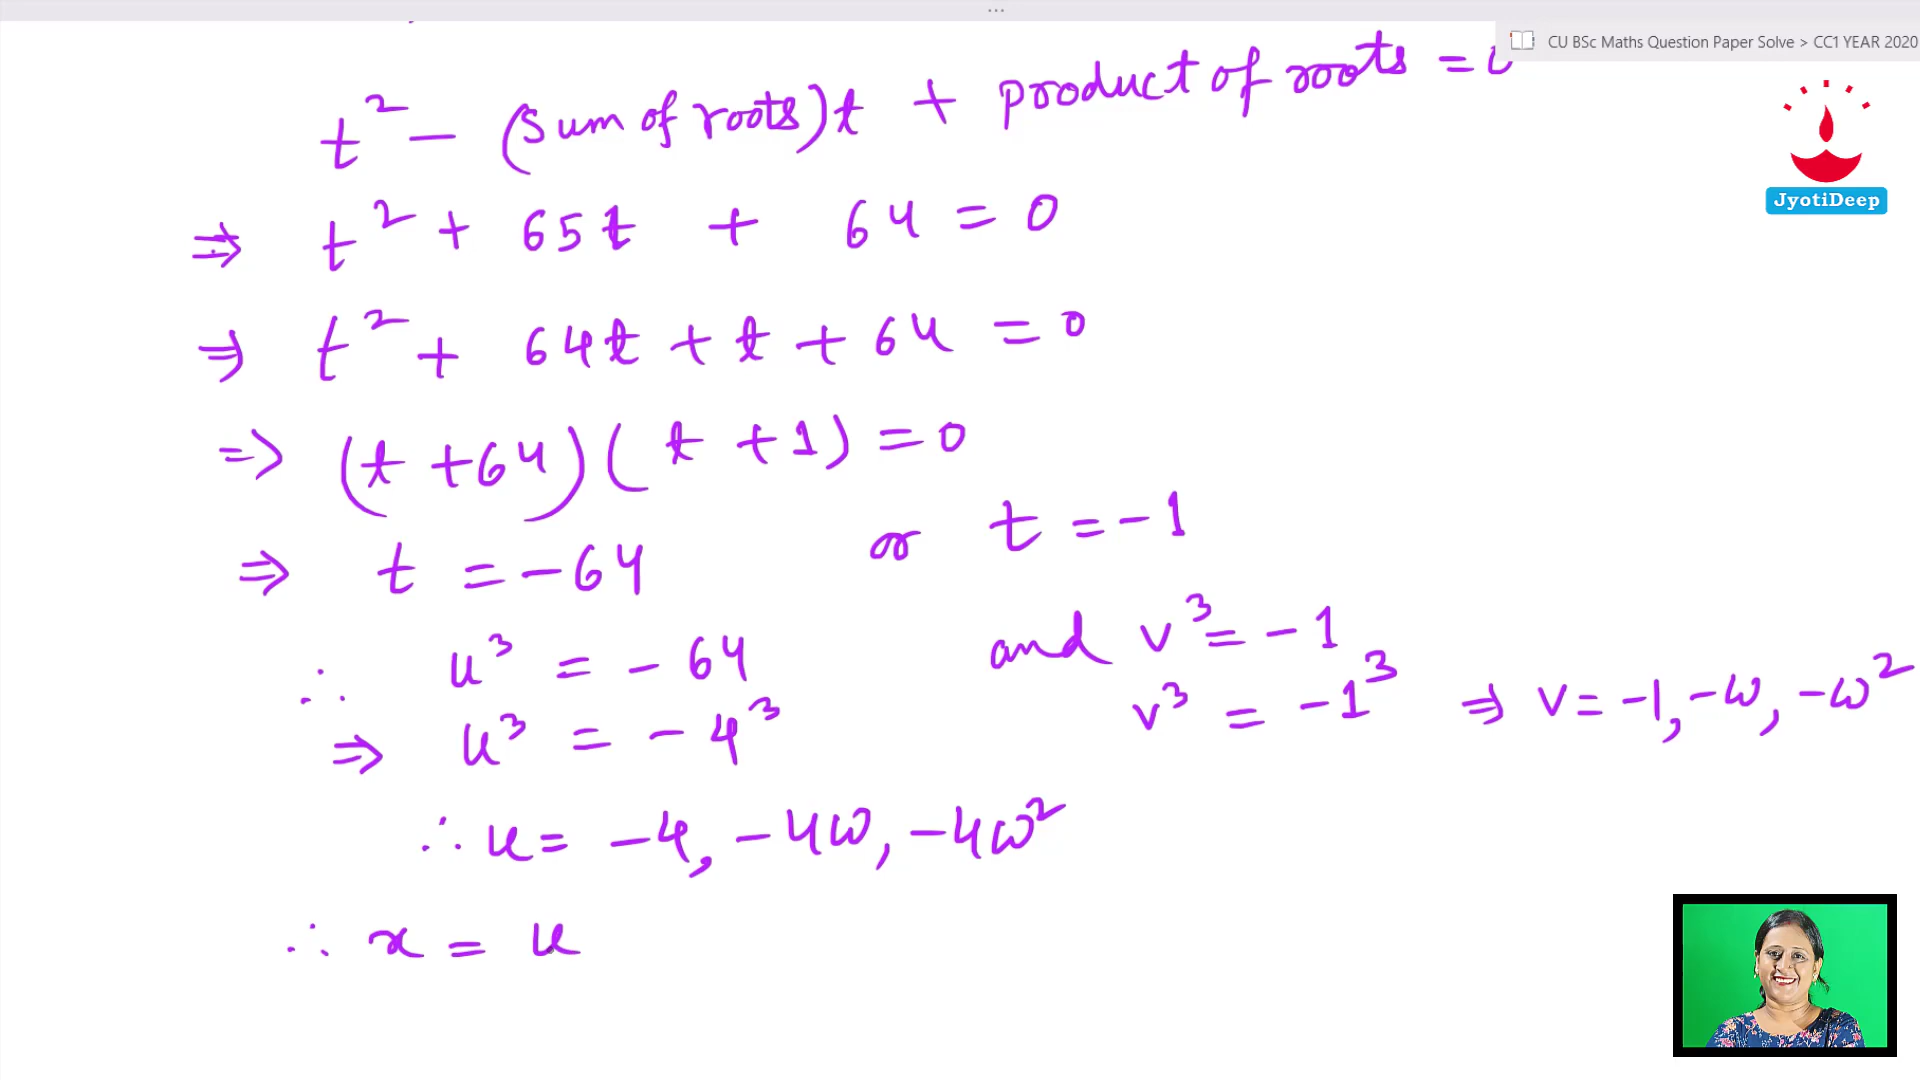 ...
CU BSc Maths Question Paper Solve > CC1 YEAR 2020
t² − (sum of roots)t + product of roots = 0
JyotiDeep
⇒ t² + 65t + 64 = 0
⇒ t² + 64t + t + 64 = 0
⇒ (t + 64)(t + 1) = 0
⇒ t = −64 or t = −1
∴ u³ = −64 and v³ = −1
⇒ u³ = −4³ v³ = −1³ ⇒ v = −1, −ω, −ω²
∴ u = −4, −4ω, −4ω²
∴ x = u